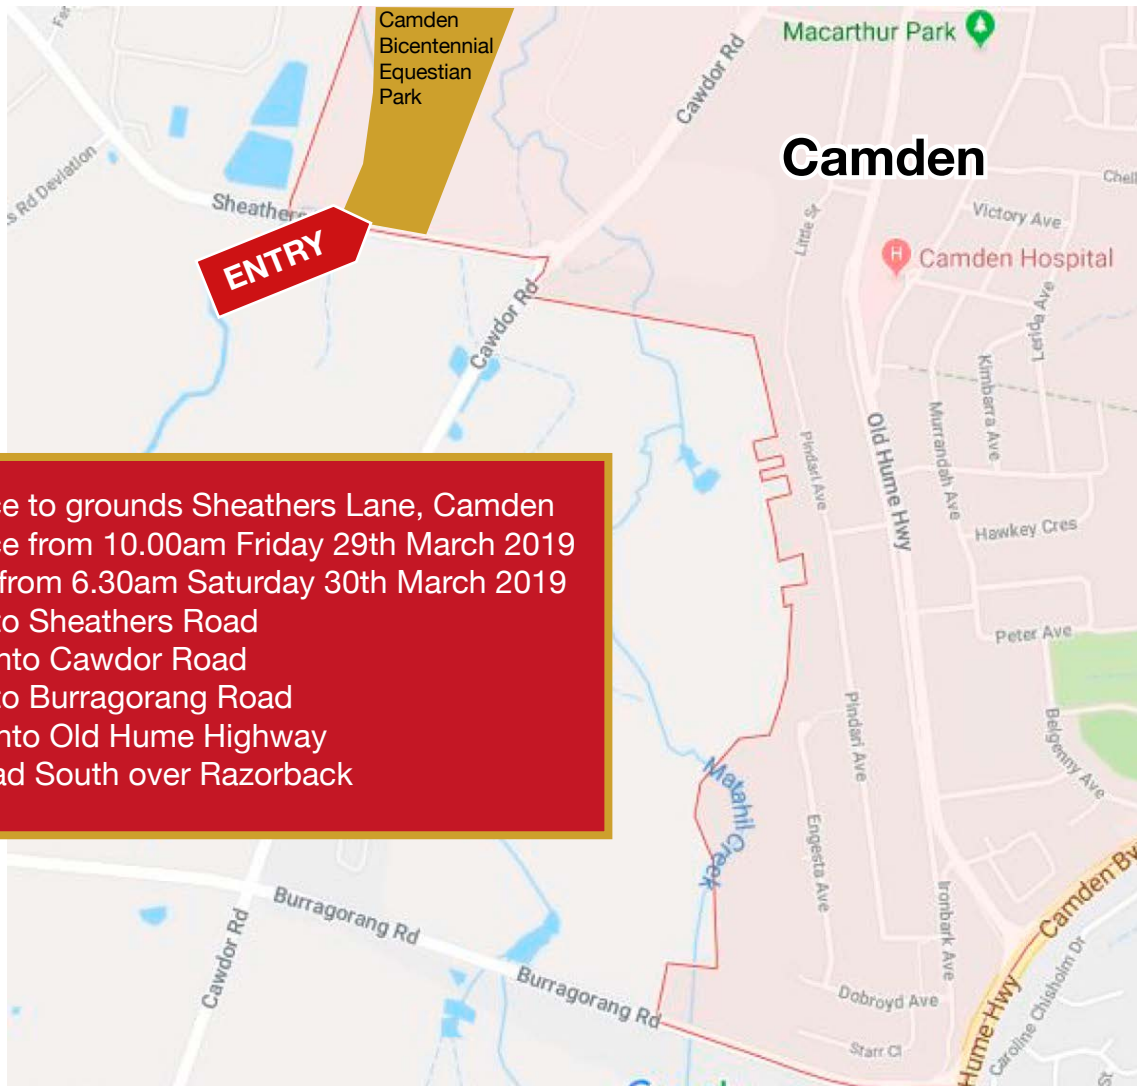 Camden
Bicentennial
Equestian
Park
Macarthur Park
Cawdor Rd
Camden
s Rd Deviation
Sheathers
ENTRY
Little St
Victory Ave
Chell
H
Camden Hospital
Cawdor Rd
Lerida Ave
Kimbarra Ave
Murrandah Ave
Old Hume Hwy
Pindari Ave
Hawkey Cres
ce to grounds Sheathers Lane, Camden
ce from 10.00am Friday 29th March 2019
from 6.30am Saturday 30th March 2019
to Sheathers Road
nto Cawdor Road
to Burragorang Road
nto Old Hume Highway
ad South over Razorback
Peter Ave
Pindari Ave
Belgenny Ave
Matahil Creek
Engesta Ave
Ironbark Ave
Camden By
Burragorang Rd
Cawdor Rd
Burragorang Rd
Dobroyd Ave
Starr Cl
Hume Hwy
Caroline Chisholm Dr